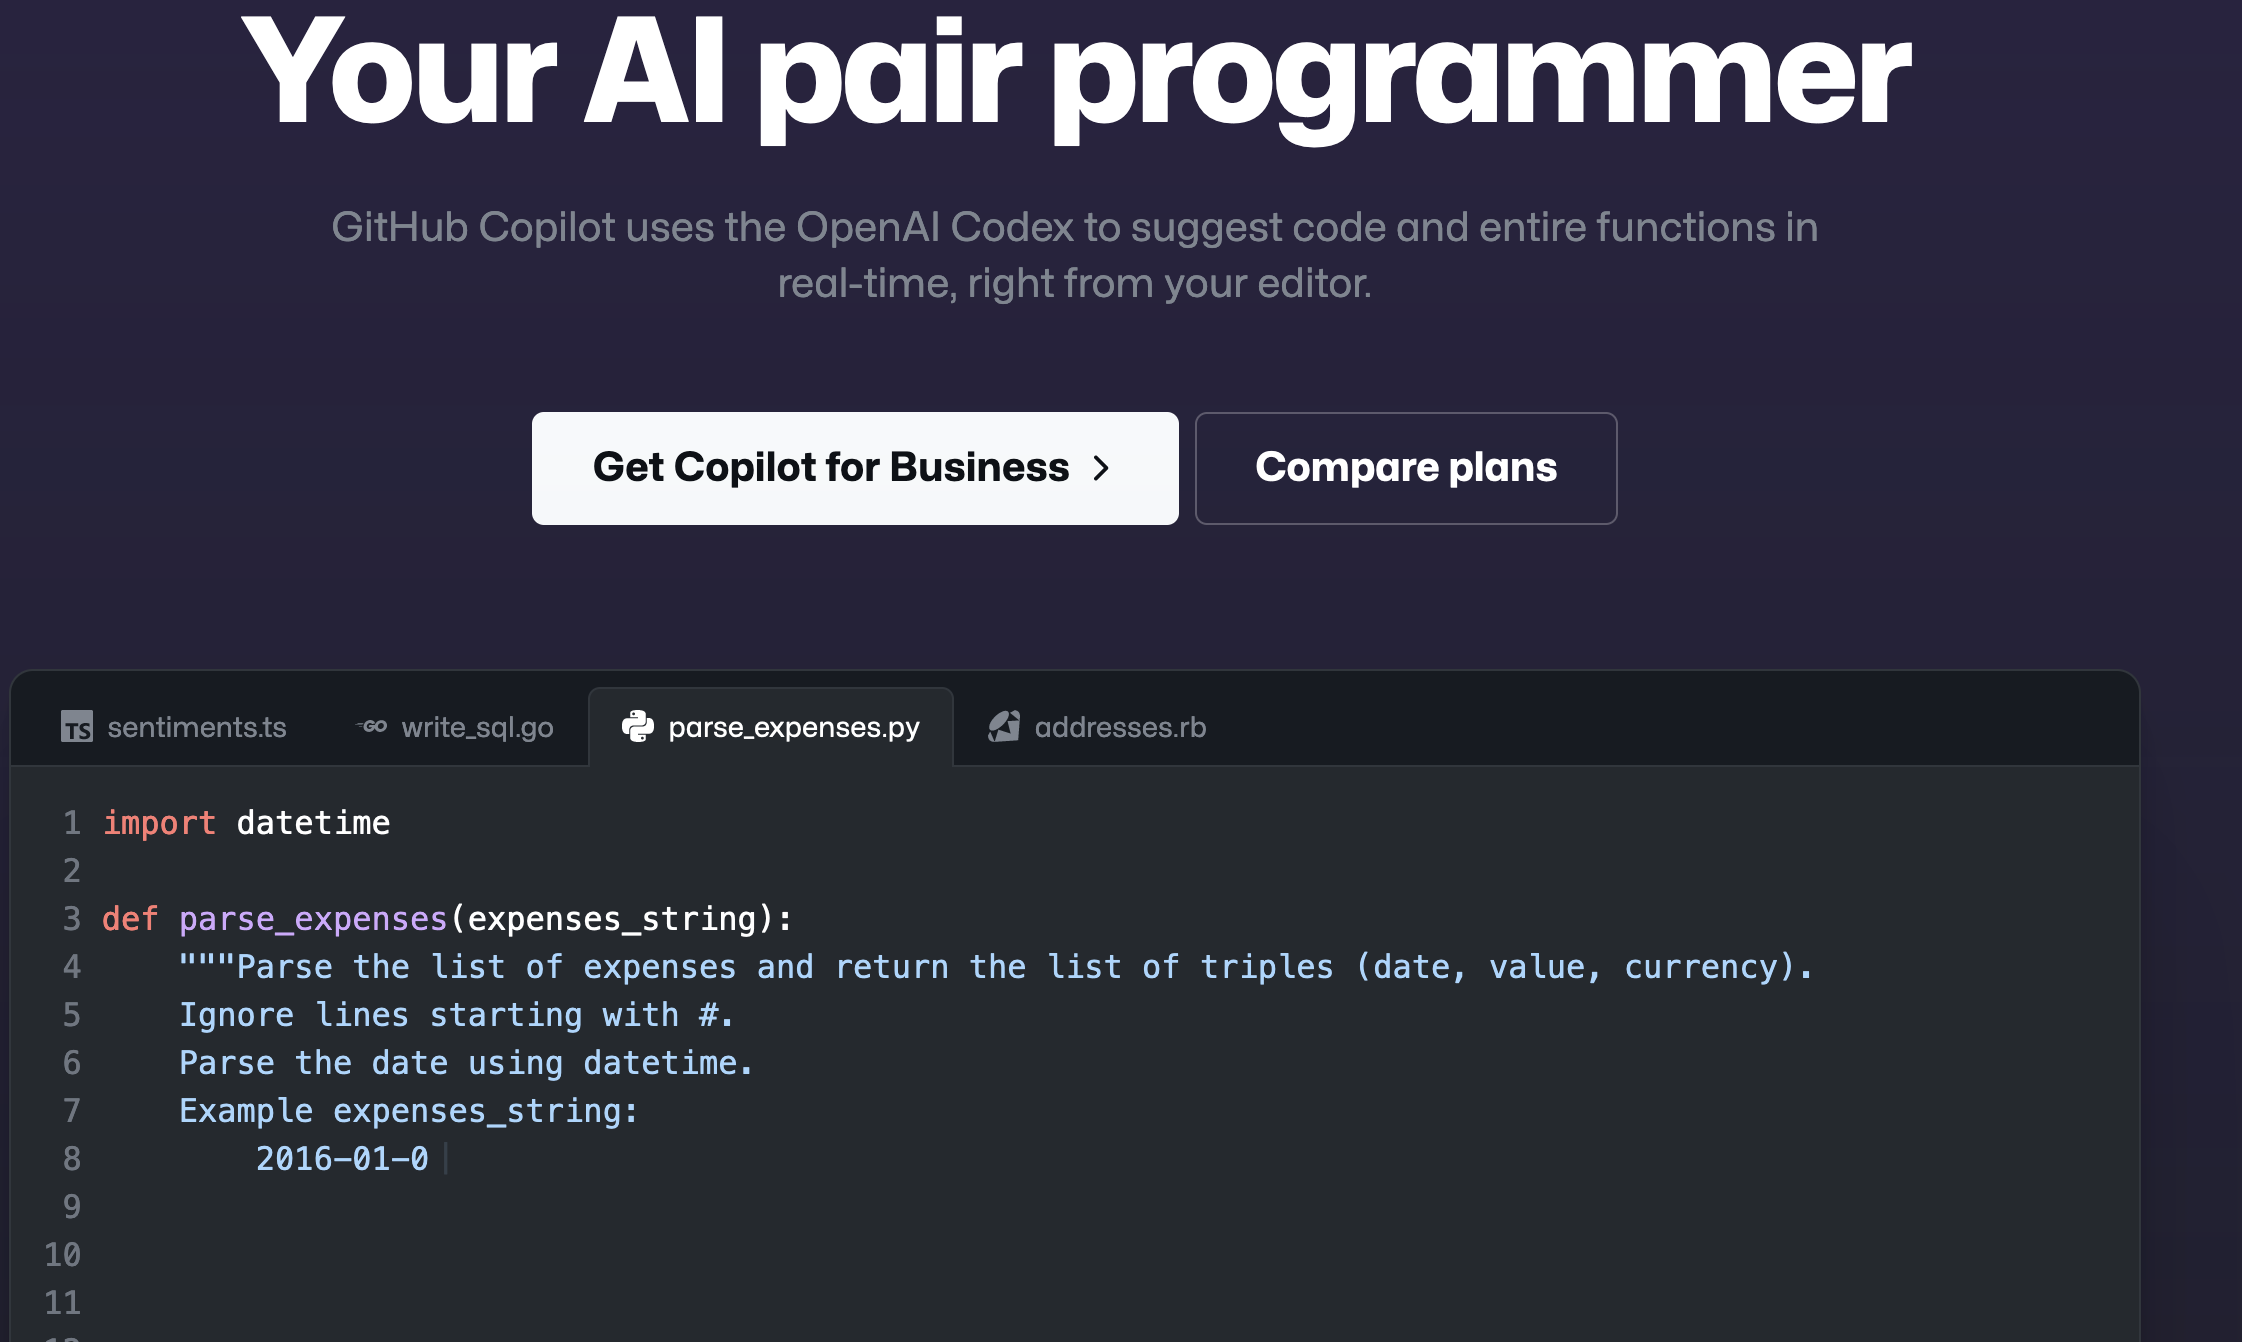 Your AI pair programmer
GitHub Copilot uses the OpenAI Codex to suggest code and entire functions in
real-time, right from your editor.
Get Copilot for Business >
Compare plans
TS sentiments.ts
GO write_sql.go
parse_expenses.py
addresses.rb
1 import datetime
2
3 def parse_expenses(expenses_string):
4     """Parse the list of expenses and return the list of triples (date, value, currency).
5     Ignore lines starting with #.
6     Parse the date using datetime.
7     Example expenses_string:
8         2016-01-0
9
10
11